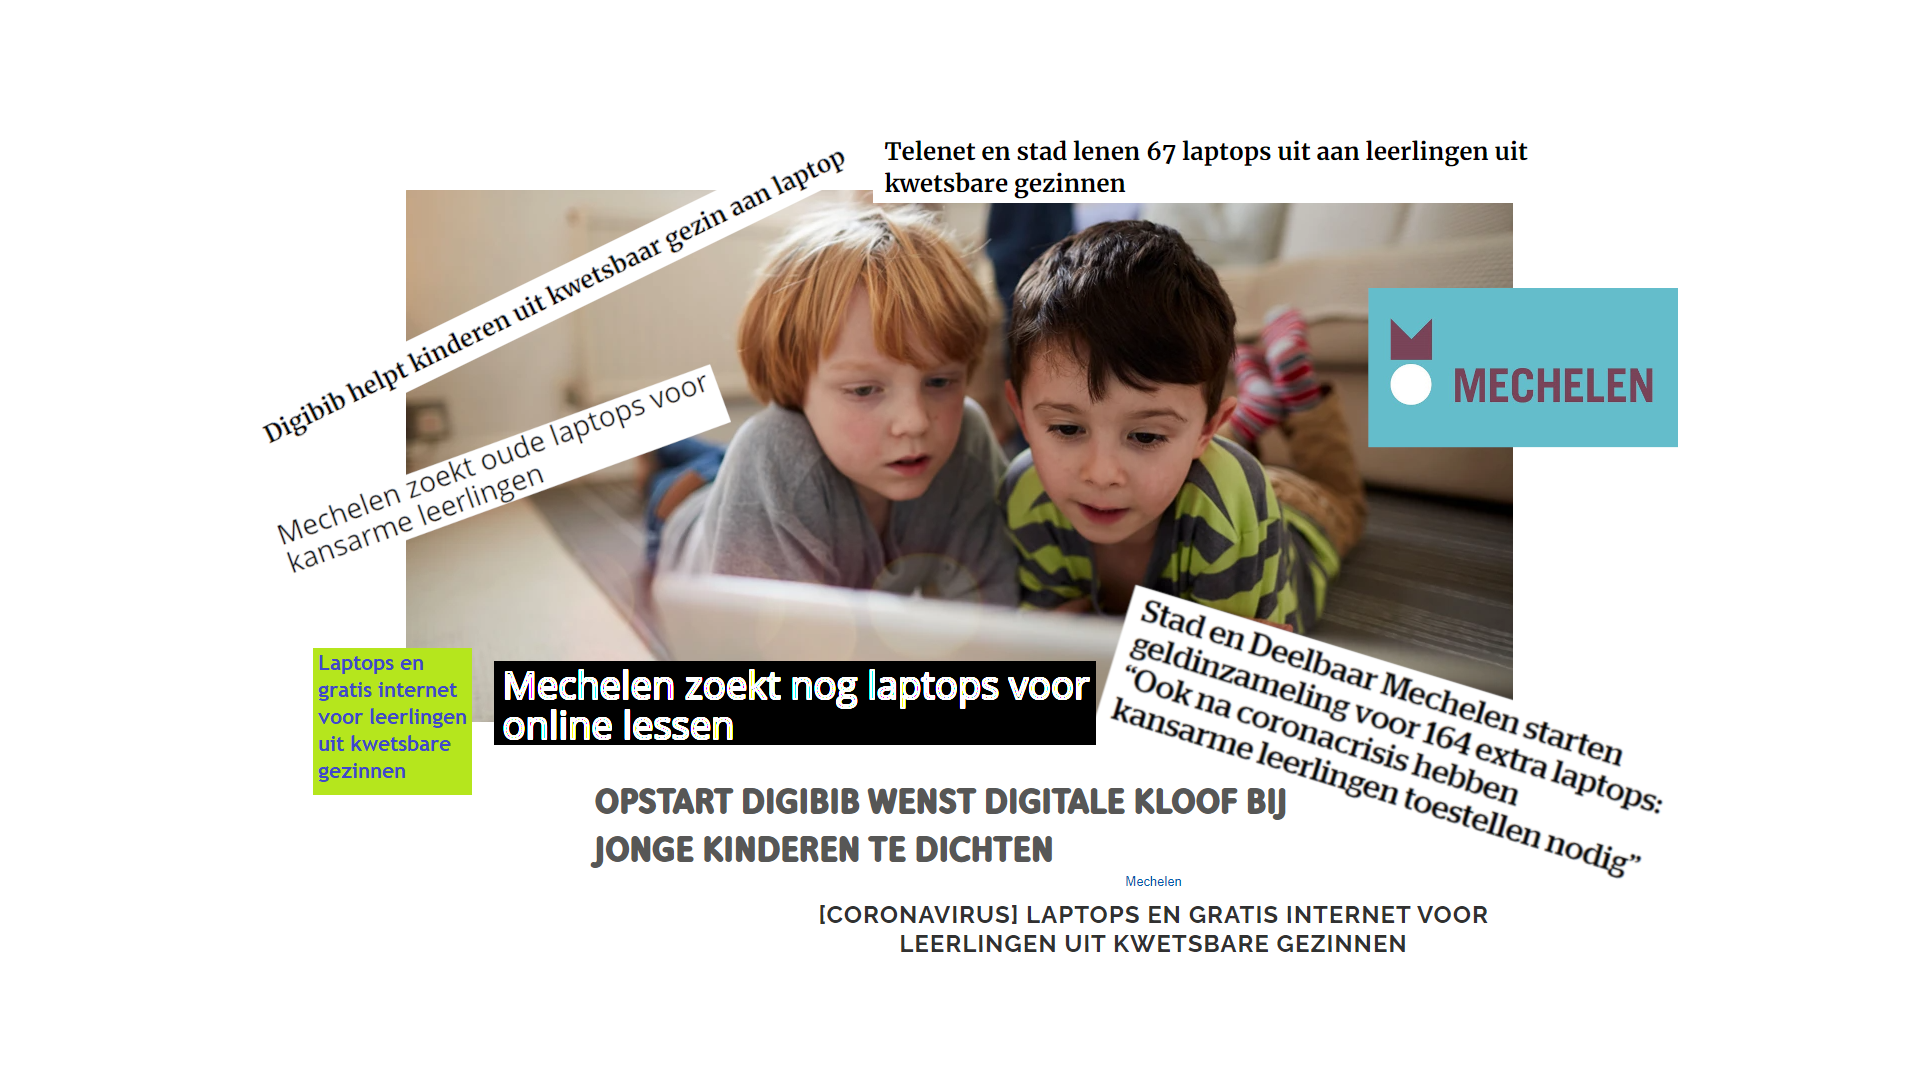 Telenet en stad lenen 67 laptops uit aan leerlingen uit
kwetsbare gezinnen
Digibib helpt kinderen uit kwetsbaar gezin aan laptop
MECHELEN
Mechelen zoekt oude laptops voor
kansarme leerlingen
Laptops en
gratis internet
voor leerlingen
uit kwetsbare
gezinnen
Mechelen zoekt nog laptops voor
online lessen
Stad en Deelbaar Mechelen starten
geldinzameling voor 164 extra laptops:
“Ook na coronacrisis hebben
kansarme leerlingen toestellen nodig”
OPSTART DIGIBIB WENST DIGITALE KLOOF BIJ
JONGE KINDEREN TE DICHTEN
Mechelen
[CORONAVIRUS] LAPTOPS EN GRATIS INTERNET VOOR
LEERLINGEN UIT KWETSBARE GEZINNEN